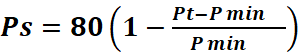 Ps = 80 (1 − (Pt−P min)/(P min))